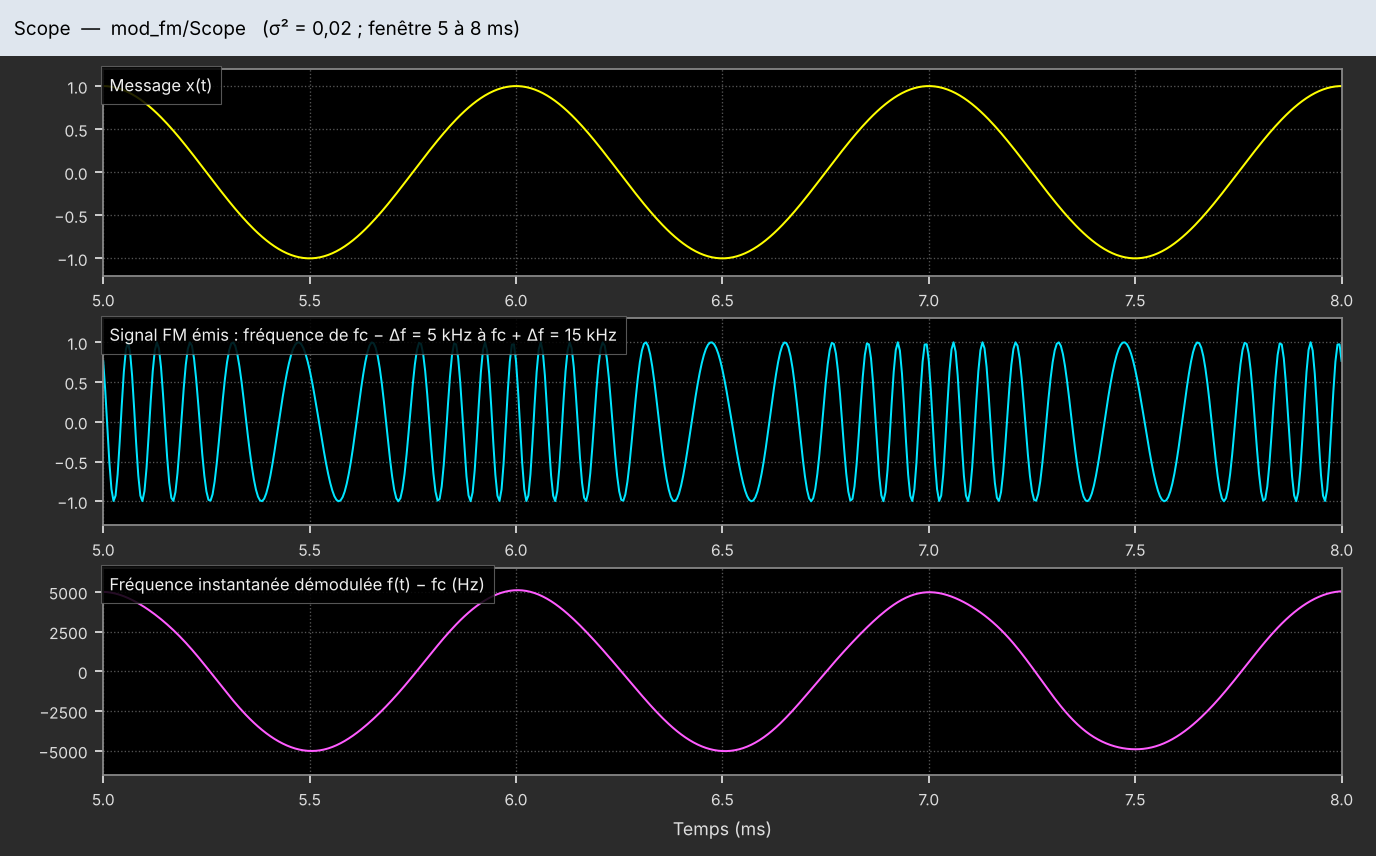 Scope — mod_fm/Scope (σ² = 0,02 ; fenêtre 5 à 8 ms)
Message x(t)
1.0
0.5
0.0
−0.5
−1.0
5.0 5.5 6.0 6.5 7.0 7.5 8.0
Signal FM émis : fréquence de fc − Δf = 5 kHz à fc + Δf = 15 kHz
1.0
0.5
0.0
−0.5
−1.0
5.0 5.5 6.0 6.5 7.0 7.5 8.0
Fréquence instantanée démodulée f(t) − fc (Hz)
5000
2500
0
−2500
−5000
5.0 5.5 6.0 6.5 7.0 7.5 8.0
Temps (ms)